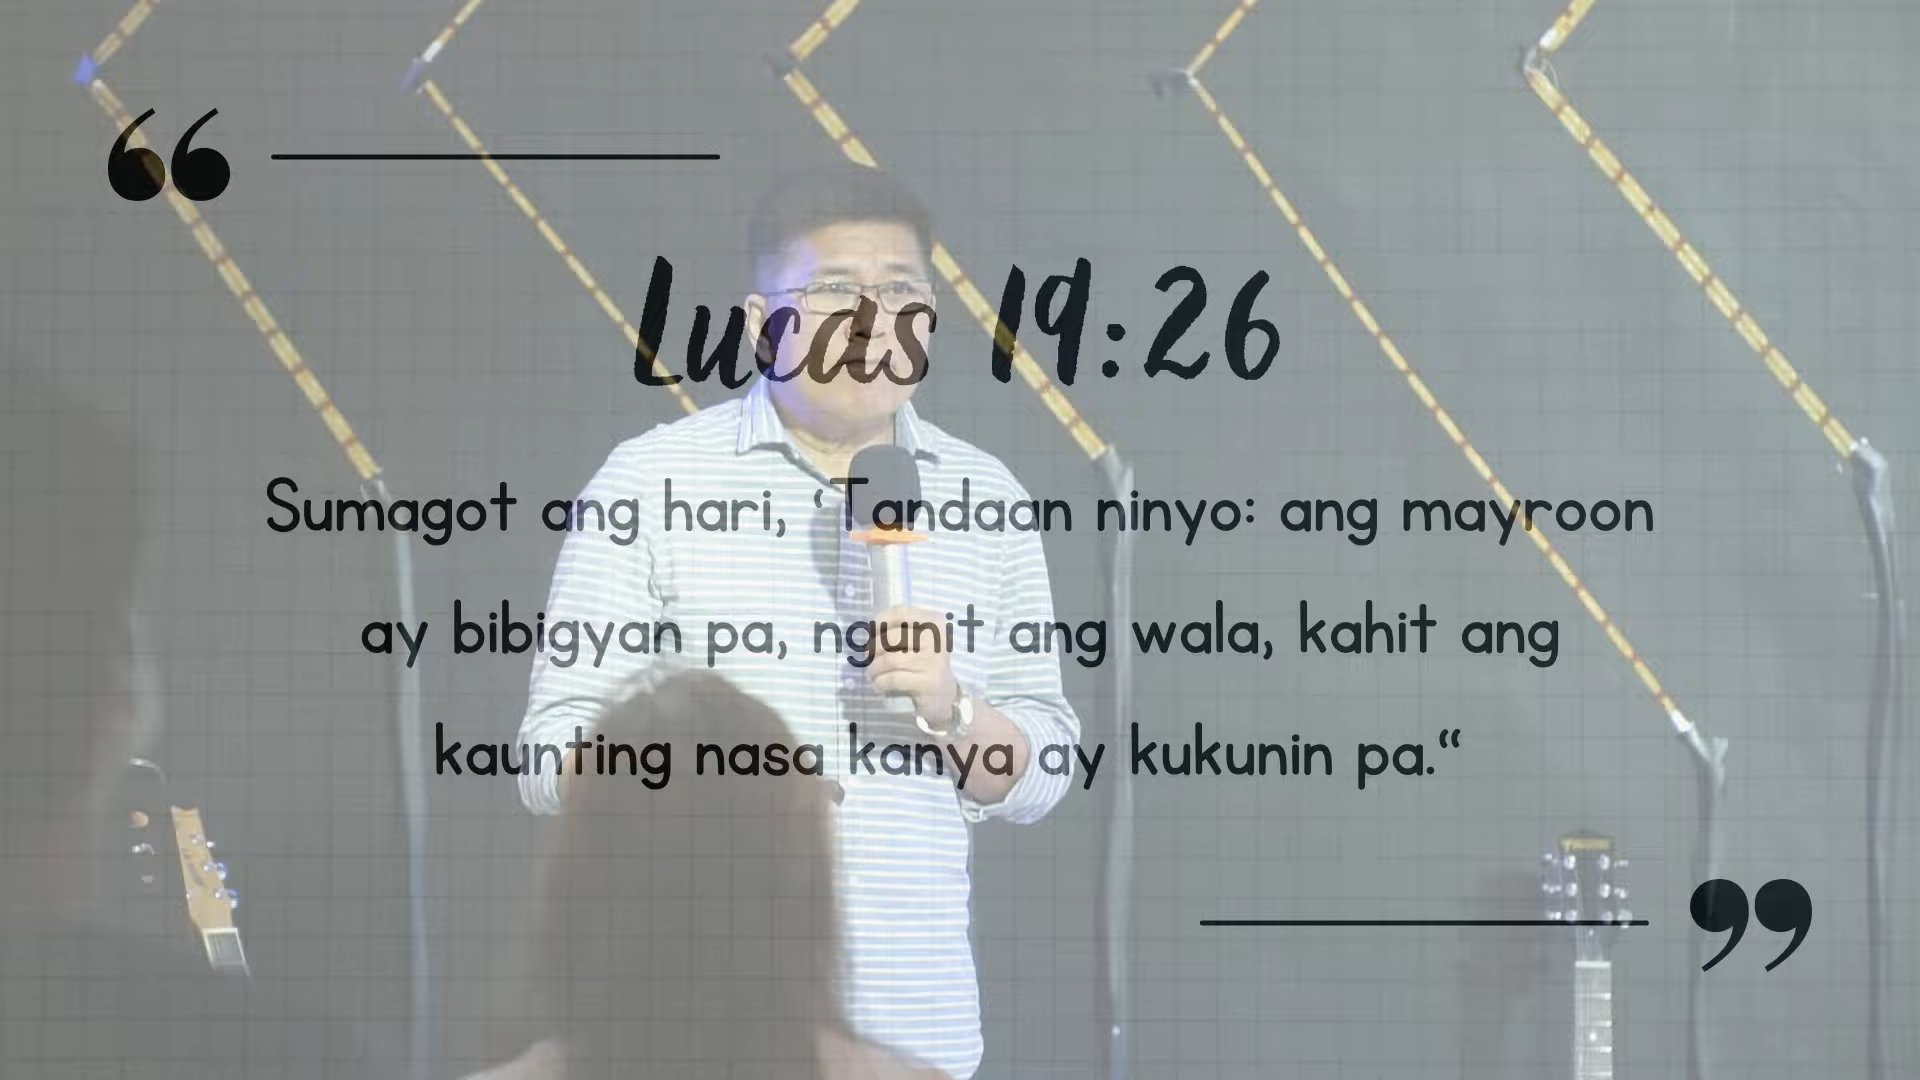 “
Lucas 19:26
Sumagot ang hari, ‘Tandaan ninyo: ang mayroon
ay bibigyan pa, ngunit ang wala, kahit ang
kaunting nasa kanya ay kukunin pa.“
”